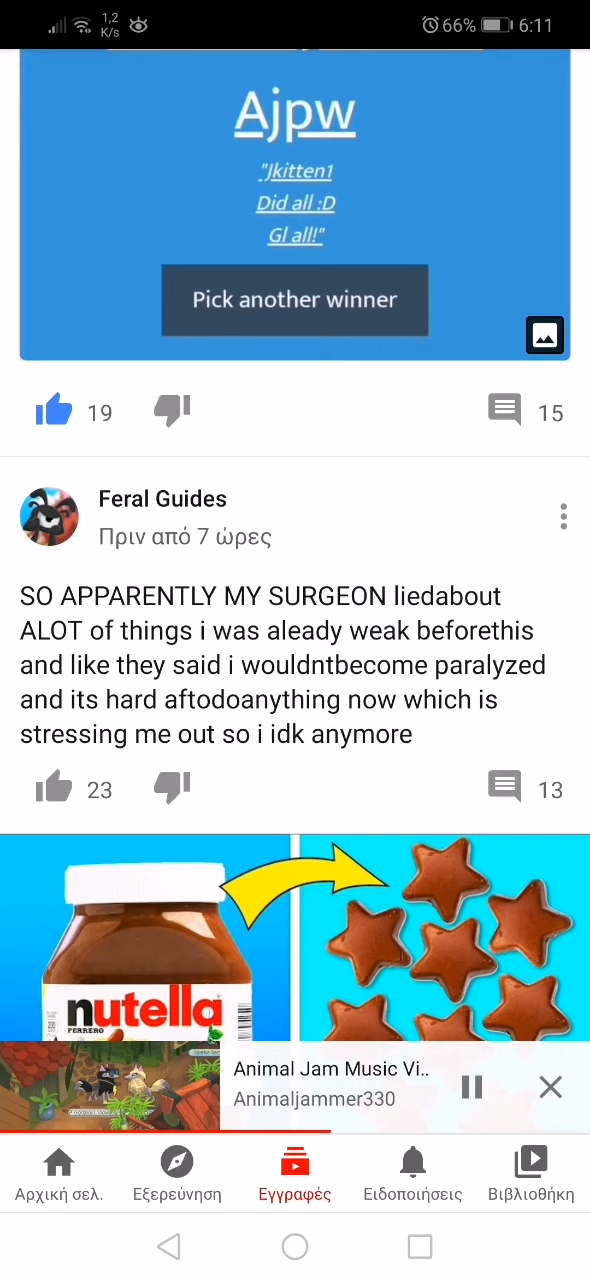 1,2
K/s
66%
6:11
Ajpw
"Jkitten1
Did all :D
Gl all!"
Pick another winner
19
15
Feral Guides
Πριν από 7 ώρες
SO APPARENTLY MY SURGEON liedabout
ALOT of things i was aleady weak beforethis
and like they said i wouldntbecome paralyzed
and its hard aftodoanything now which is
stressing me out so i idk anymore
23
13
nutella
FERRERO
Animal Jam Music Vi..
Animaljammer330
Αρχική σελ.
Εξερεύνηση
Εγγραφές
Ειδοποιήσεις
Βιβλιοθήκη